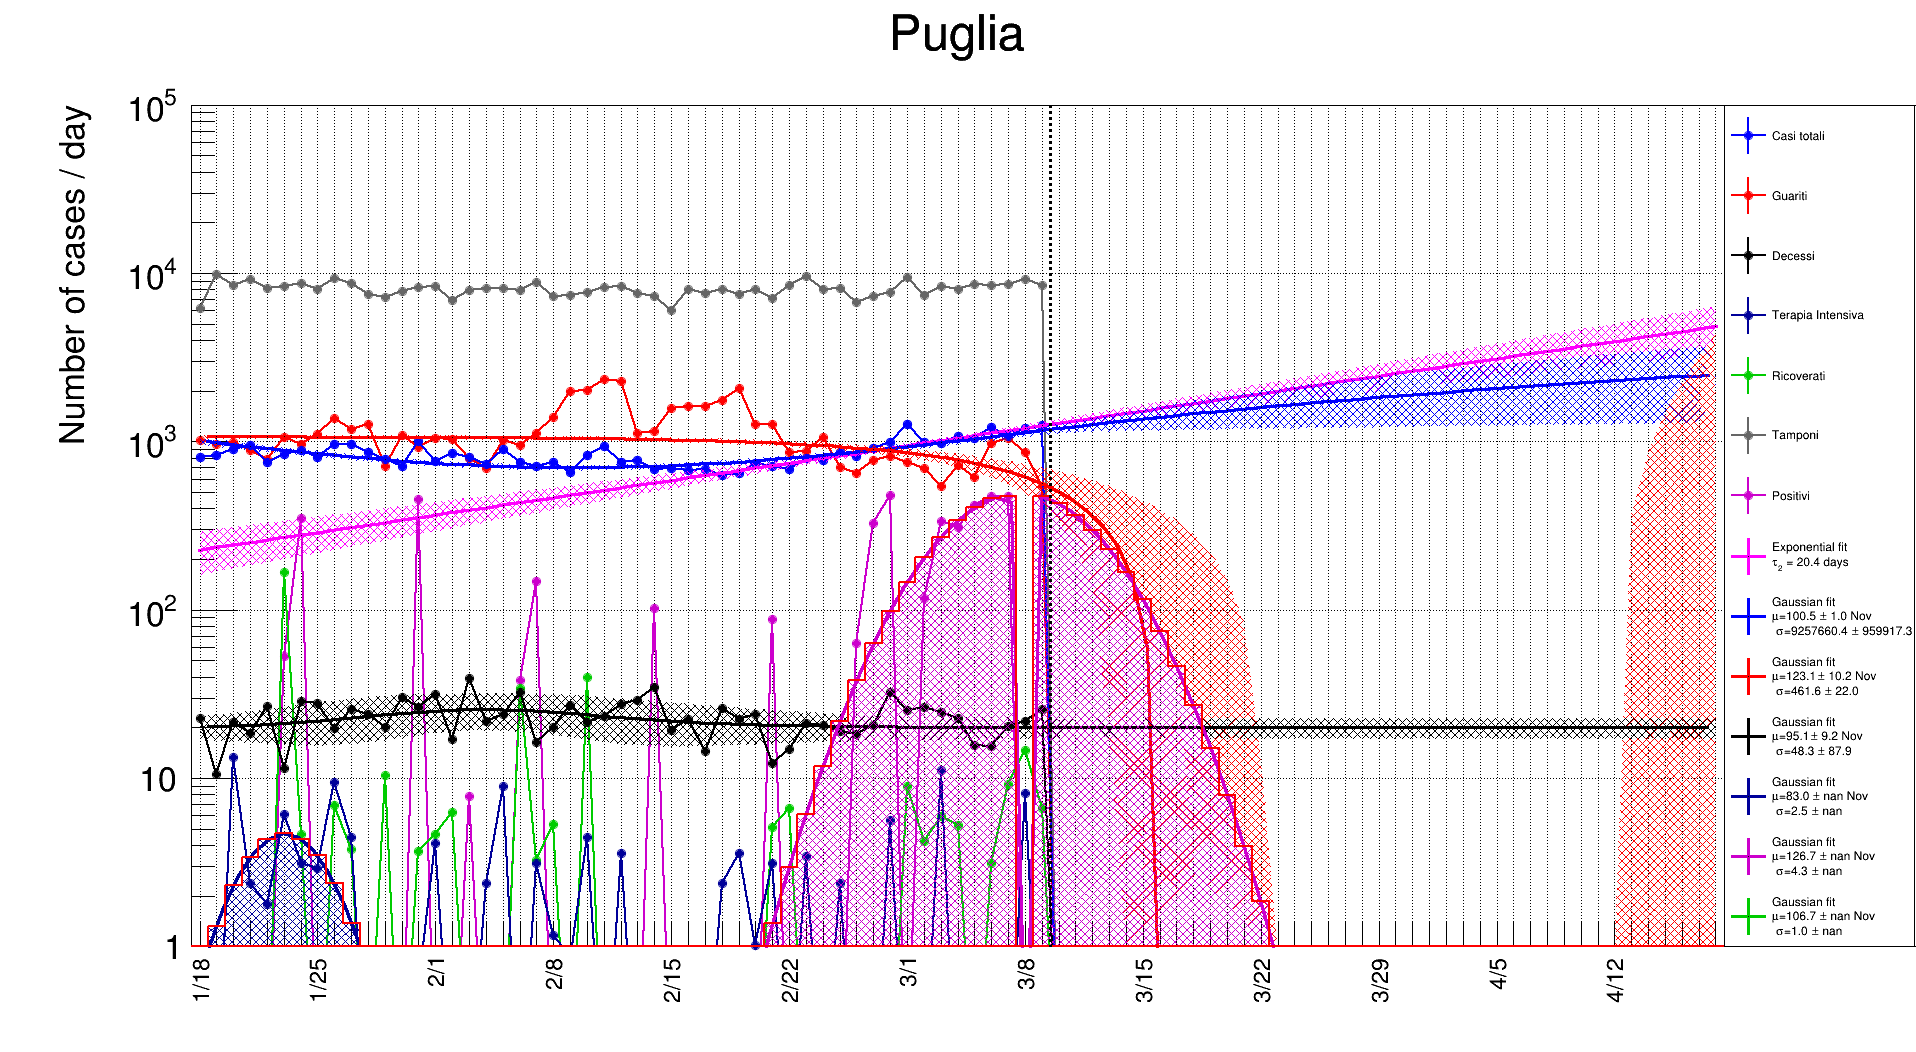 Puglia
Number of cases / day
10^5
10^4
10^3
10^2
10
1
1/18
1/25
2/1
2/8
2/15
2/22
3/1
3/8
3/15
3/22
3/29
4/5
4/12
Casi totali
Guariti
Decessi
Terapia Intensiva
Ricoverati
Tamponi
Positivi
Exponential fit
τ_2 = 20.4 days
Gaussian fit
μ=100.5 ± 1.0 Nov
σ=9257660.4 ± 959917.3
Gaussian fit
μ=123.1 ± 10.2 Nov
σ=461.6 ± 22.0
Gaussian fit
μ=95.1 ± 9.2 Nov
σ=48.3 ± 87.9
Gaussian fit
μ=83.0 ± nan Nov
σ=2.5 ± nan
Gaussian fit
μ=126.7 ± nan Nov
σ=4.3 ± nan
Gaussian fit
μ=106.7 ± nan Nov
σ=1.0 ± nan